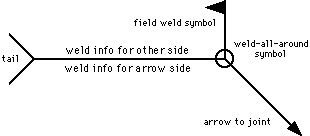 field weld symbol
weld-all-around
symbol
tail
weld info for other side
weld info for arrow side
arrow to joint